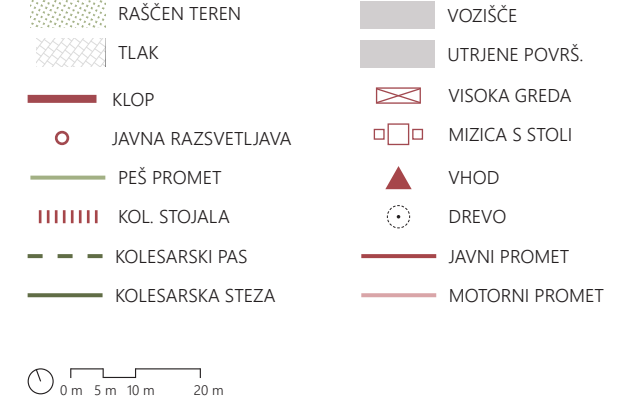 RAŠČEN TEREN
TLAK
KLOP
JAVNA RAZSVETLJAVA
PEŠ PROMET
KOL. STOJALA
KOLESARSKI PAS
KOLESARSKA STEZA
VOZIŠČE
UTRJENE POVRŠ.
VISOKA GREDA
MIZICA S STOLI
VHOD
DREVO
JAVNI PROMET
MOTORNI PROMET
0 m 5 m 10 m 20 m